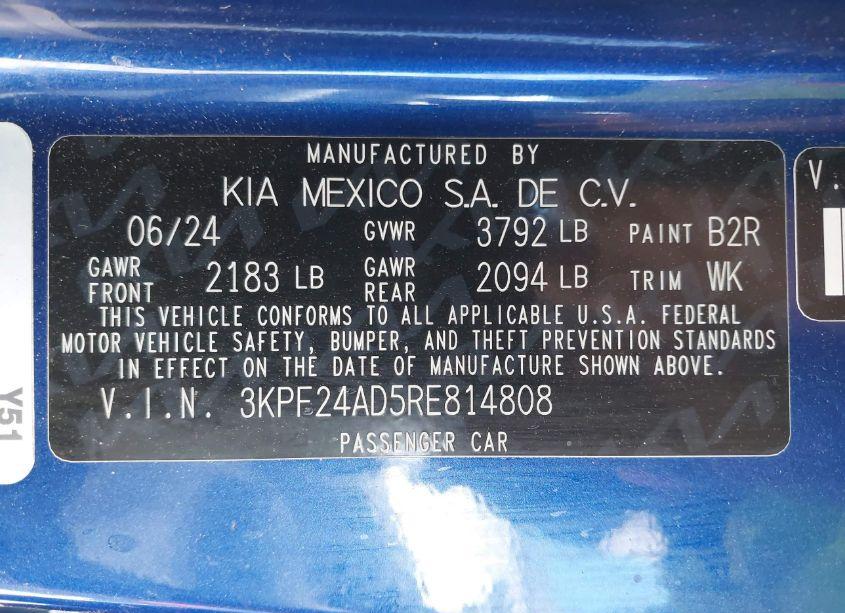 MANUFACTURED BY
KIA MEXICO S.A. DE C.V.
06/24 GVWR 3792 LB PAINT B2R
GAWR FRONT 2183 LB GAWR REAR 2094 LB TRIM WK
THIS VEHICLE CONFORMS TO ALL APPLICABLE U.S.A. FEDERAL
MOTOR VEHICLE SAFETY, BUMPER, AND THEFT PREVENTION STANDARDS
IN EFFECT ON THE DATE OF MANUFACTURE SHOWN ABOVE.
V.I.N. 3KPF24AD5RE814808
PASSENGER CAR
Y51
V.